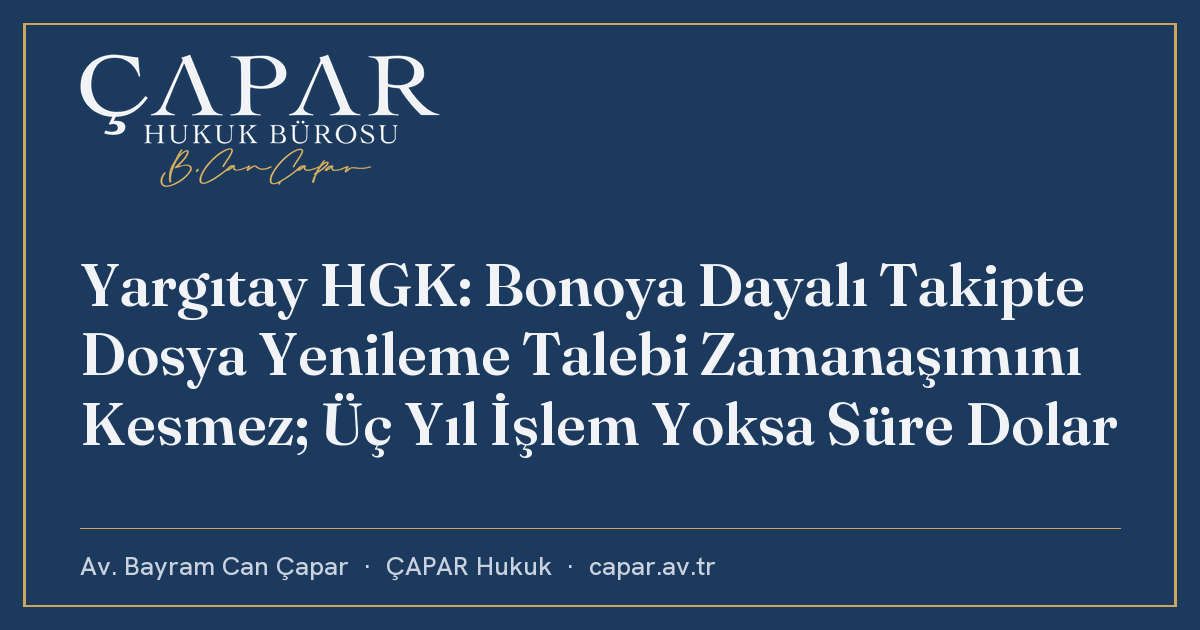 ÇAPAR
HUKUK BÜROSU
B.Can Çapar
Yargıtay HGK: Bonoya Dayalı Takipte
Dosya Yenileme Talebi Zamanaşımını
Kesmez; Üç Yıl İşlem Yoksa Süre Dolar
Av. Bayram Can Çapar · ÇAPAR Hukuk · capar.av.tr